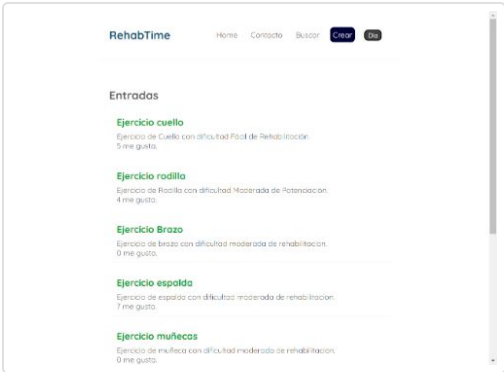 RehabTime
Home Contacto Buscar Crear Día
Entradas
Ejercicio cuello
Ejercicio de Cuello con dificultad Fácil de Rehabilitación.
5 me gusta.
Ejercicio rodilla
Ejercicio de Rodilla con dificultad Moderada de Potenciación.
4 me gusta.
Ejercicio Brazo
Ejercicio de brazo con dificultad moderada de rehabilitacion.
0 me gusta.
Ejercicio espalda
Ejercicio de espalda con dificultad moderada de rehabilitacion.
7 me gusta.
Ejercicio muñecas
Ejercicio de muñeca con dificultad moderada de rehabilitacion.
0 me gusta.